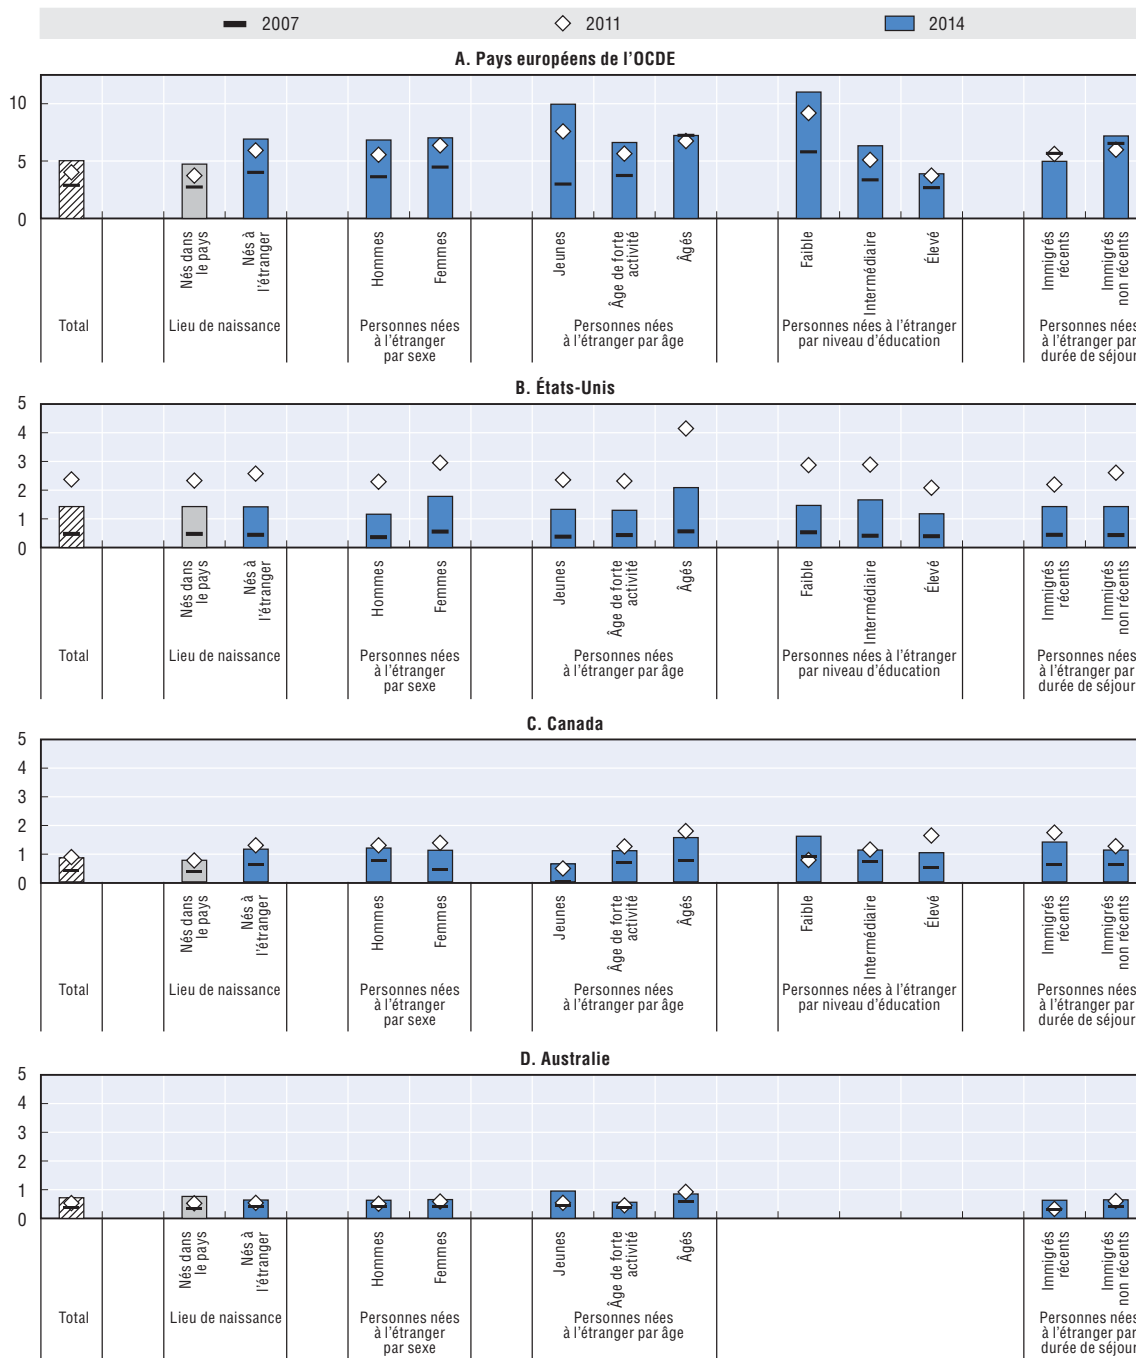 2007 2011 2014
A. Pays européens de l'OCDE
10
5
0
Nés dans
le pays
Nés à
l'étranger
Hommes
Femmes
Jeunes
Âge de forte
activité
Âgés
Faible
Intermédiaire
Élevé
Immigrés
récents
Immigrés
non récents
Total
Lieu de naissance
Personnes nées
à l'étranger
par sexe
Personnes nées
à l'étranger par âge
Personnes nées à l'étranger
par niveau d'éducation
Personnes nées
à l'étranger par
durée de séjour
B. États-Unis
5
4
3
2
1
0
Nés dans
le pays
Nés à
l'étranger
Hommes
Femmes
Jeunes
Âge de forte
activité
Âgés
Faible
Intermédiaire
Élevé
Immigrés
récents
Immigrés
non récents
Total
Lieu de naissance
Personnes nées
à l'étranger
par sexe
Personnes nées
à l'étranger par âge
Personnes nées à l'étranger
par niveau d'éducation
Personnes nées
à l'étranger par
durée de séjour
C. Canada
5
4
3
2
1
0
Nés dans
le pays
Nés à
l'étranger
Hommes
Femmes
Jeunes
Âge de forte
activité
Âgés
Faible
Intermédiaire
Élevé
Immigrés
récents
Immigrés
non récents
Total
Lieu de naissance
Personnes nées
à l'étranger
par sexe
Personnes nées
à l'étranger par âge
Personnes nées à l'étranger
par niveau d'éducation
Personnes nées
à l'étranger par
durée de séjour
D. Australie
5
4
3
2
1
0
Nés dans
le pays
Nés à
l'étranger
Hommes
Femmes
Jeunes
Âge de forte
activité
Âgés
Immigrés
récents
Immigrés
non récents
Total
Lieu de naissance
Personnes nées
à l'étranger
par sexe
Personnes nées
à l'étranger par âge
Personnes nées
à l'étranger par
durée de séjour